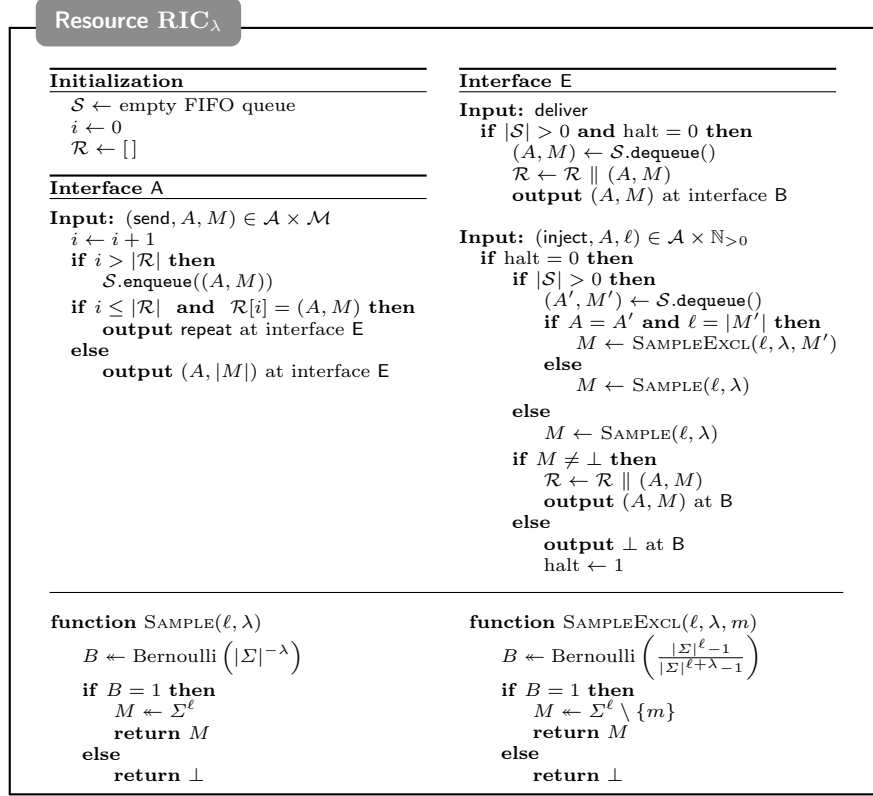 Resource RIC_λ
Initialization
𝒮 ← empty FIFO queue
i ← 0
ℛ ← [ ]
Interface A
Input: (send, A, M) ∈ 𝒜 × ℳ
i ← i + 1
if i > |ℛ| then
𝒮.enqueue((A, M))
if i ≤ |ℛ| and ℛ[i] = (A, M) then
output repeat at interface E
else
output (A, |M|) at interface E
Interface E
Input: deliver
if |𝒮| > 0 and halt = 0 then
(A, M) ← 𝒮.dequeue()
ℛ ← ℛ ∥ (A, M)
output (A, M) at interface B
Input: (inject, A, ℓ) ∈ 𝒜 × ℕ_{>0}
if halt = 0 then
if |𝒮| > 0 then
(A′, M′) ← 𝒮.dequeue()
if A = A′ and ℓ = |M′| then
M ← SAMPLEEXCL(ℓ, λ, M′)
else
M ← SAMPLE(ℓ, λ)
else
M ← SAMPLE(ℓ, λ)
if M ≠ ⊥ then
ℛ ← ℛ ∥ (A, M)
output (A, M) at B
else
output ⊥ at B
halt ← 1
function SAMPLE(ℓ, λ)
B ↞ Bernoulli (|Σ|^{−λ})
if B = 1 then
M ↞ Σ^ℓ
return M
else
return ⊥
function SAMPLEEXCL(ℓ, λ, m)
B ↞ Bernoulli ((|Σ|^ℓ−1)/(|Σ|^{ℓ+λ}−1))
if B = 1 then
M ↞ Σ^ℓ \ {m}
return M
else
return ⊥